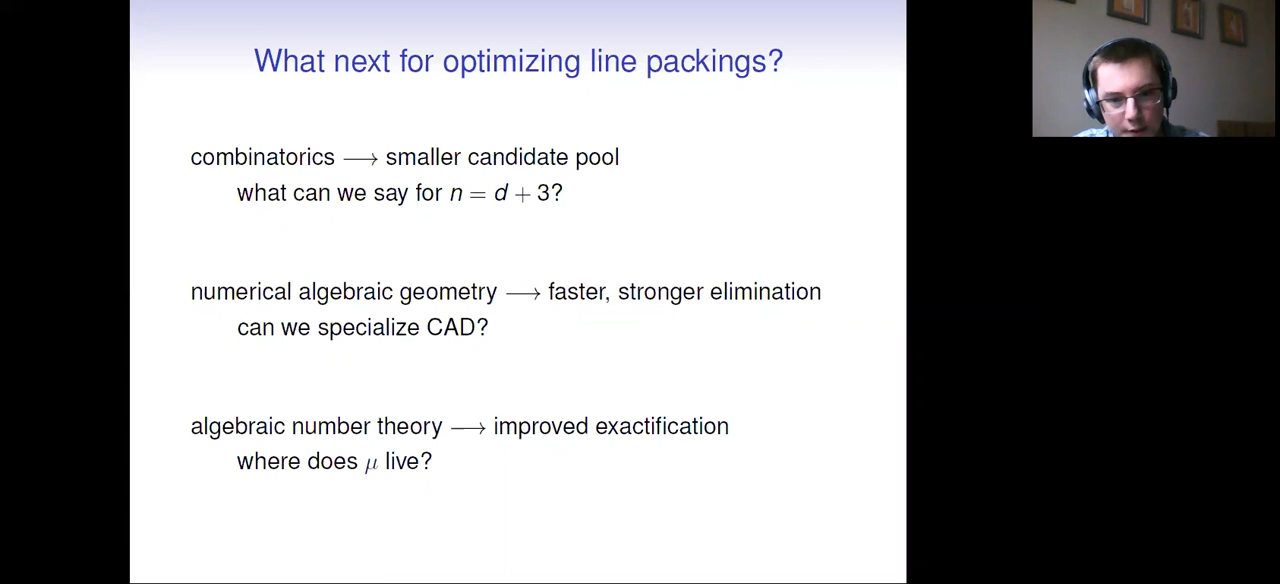 What next for optimizing line packings?
combinatorics ⟶ smaller candidate pool
what can we say for n = d + 3?
numerical algebraic geometry ⟶ faster, stronger elimination
can we specialize CAD?
algebraic number theory ⟶ improved exactification
where does μ live?